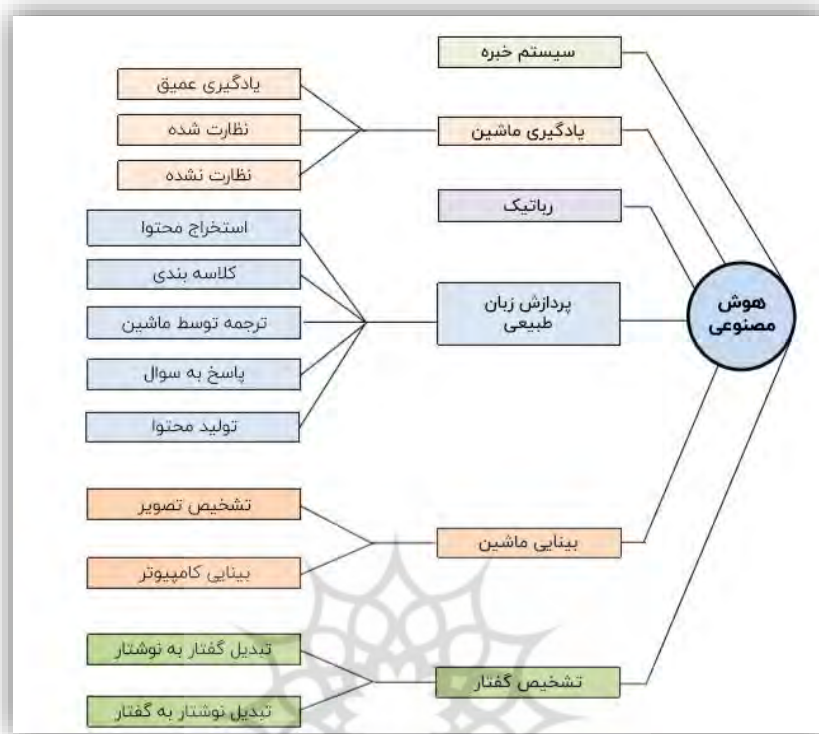 هوش
مصنوعی
سیستم خبره
یادگیری ماشین
یادگیری عمیق
نظارت شده
نظارت نشده
رباتیک
پردازش زبان
طبیعی
استخراج محتوا
کلاسه بندی
ترجمه توسط ماشین
پاسخ به سوال
تولید محتوا
بینایی ماشین
تشخیص تصویر
بینایی کامپیوتر
تشخیص گفتار
تبدیل گفتار به نوشتار
تبدیل نوشتار به گفتار